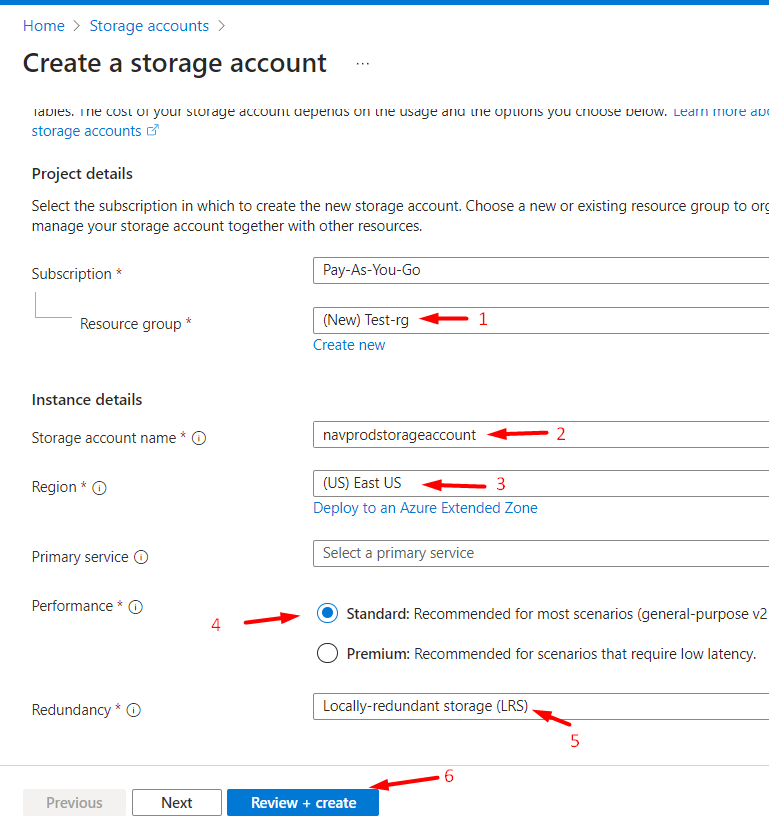 Home > Storage accounts >
Create a storage account ...
Tables. The cost of your storage account depends on the usage and the options you choose below. Learn more abo
storage accounts
Project details
Select the subscription in which to create the new storage account. Choose a new or existing resource group to org
manage your storage account together with other resources.
Subscription * Pay-As-You-Go
Resource group * (New) Test-rg 1
Create new
Instance details
Storage account name * navprodstorageaccount 2
Region * (US) East US 3
Deploy to an Azure Extended Zone
Primary service Select a primary service
Performance * Standard: Recommended for most scenarios (general-purpose v2
4
Premium: Recommended for scenarios that require low latency.
Redundancy * Locally-redundant storage (LRS)
5
6
Previous Next Review + create